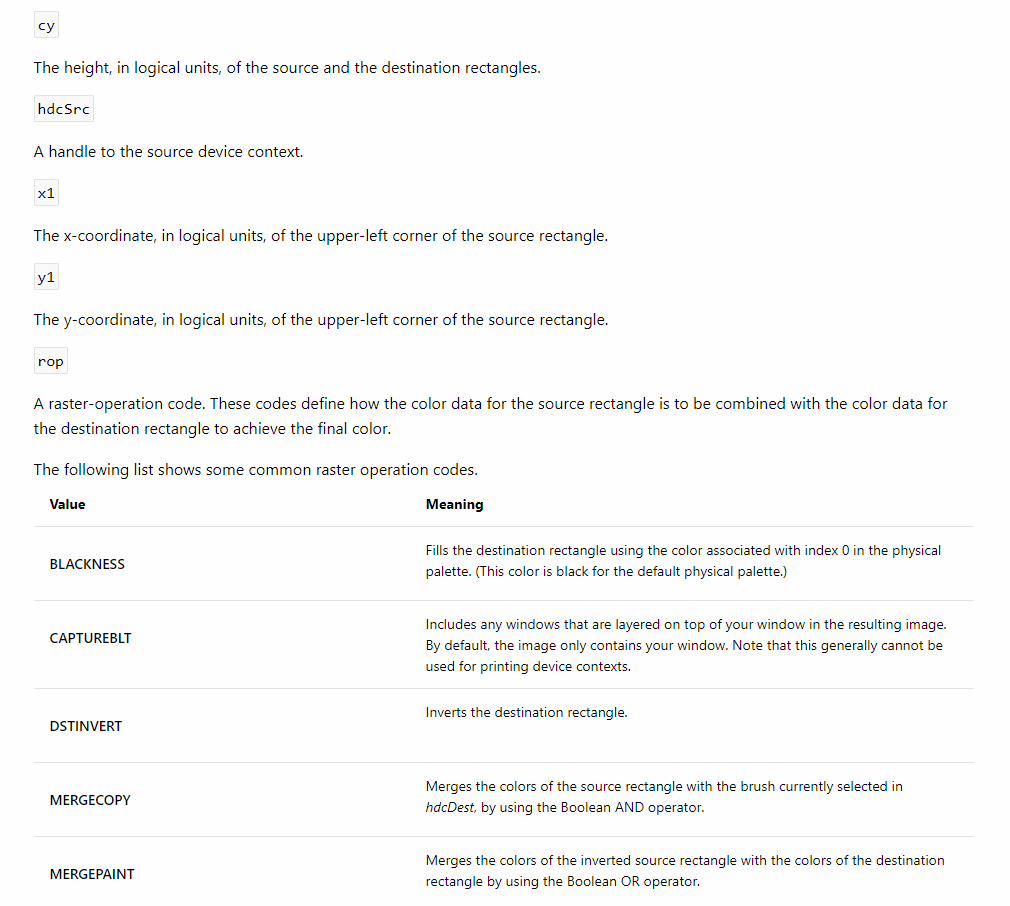 cy
The height, in logical units, of the source and the destination rectangles.
hdcSrc
A handle to the source device context.
x1
The x-coordinate, in logical units, of the upper-left corner of the source rectangle.
y1
The y-coordinate, in logical units, of the upper-left corner of the source rectangle.
rop
A raster-operation code. These codes define how the color data for the source rectangle is to be combined with the color data for
the destination rectangle to achieve the final color.
The following list shows some common raster operation codes.
Value Meaning
BLACKNESS
Fills the destination rectangle using the color associated with index 0 in the physical
palette. (This color is black for the default physical palette.)
CAPTUREBLT
Includes any windows that are layered on top of your window in the resulting image.
By default, the image only contains your window. Note that this generally cannot be
used for printing device contexts.
DSTINVERT
Inverts the destination rectangle.
MERGECOPY
Merges the colors of the source rectangle with the brush currently selected in
hdcDest, by using the Boolean AND operator.
MERGEPAINT
Merges the colors of the inverted source rectangle with the colors of the destination
rectangle by using the Boolean OR operator.